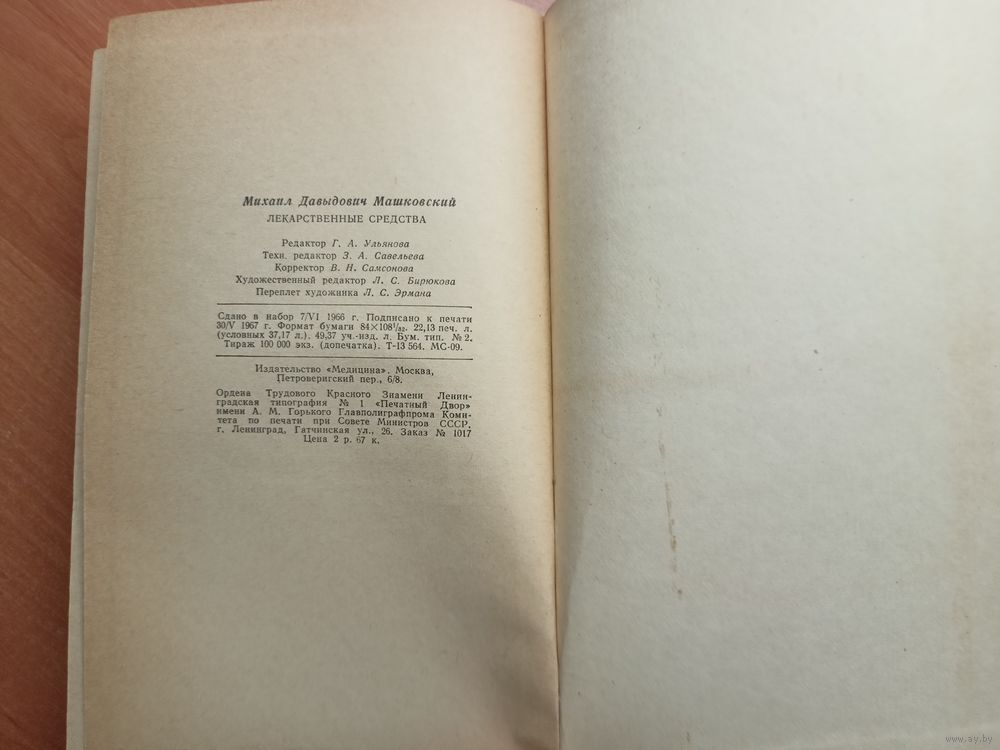 Михаил Давыдович Машковский
ЛЕКАРСТВЕННЫЕ СРЕДСТВА
Редактор Г. А. Ульянова
Техн. редактор З. А. Савельева
Корректор В. Н. Самсонова
Художественный редактор Л. С. Бирюкова
Переплет художника Л. С. Эрмана
Сдано в набор 7/VI 1966 г. Подписано к печати
30/V 1967 г. Формат бумаги 84×108¹/₃₂. 22,13 печ. л.
(условных 37,17 л.). 49,37 уч.-изд. л. Бум. тип. № 2.
Тираж 100 000 экз. (допечатка). Т-13 564. МС-09.
Издательство «Медицина». Москва,
Петроверигский пер., 6/8.
Ордена Трудового Красного Знамени Ленин-
градская типография № 1 «Печатный Двор»
имени А. М. Горького Главполиграфпрома Коми-
тета по печати при Совете Министров СССР,
г. Ленинград, Гатчинская ул., 26. Заказ № 1017
Цена 2 р. 67 к.
www.ay.by